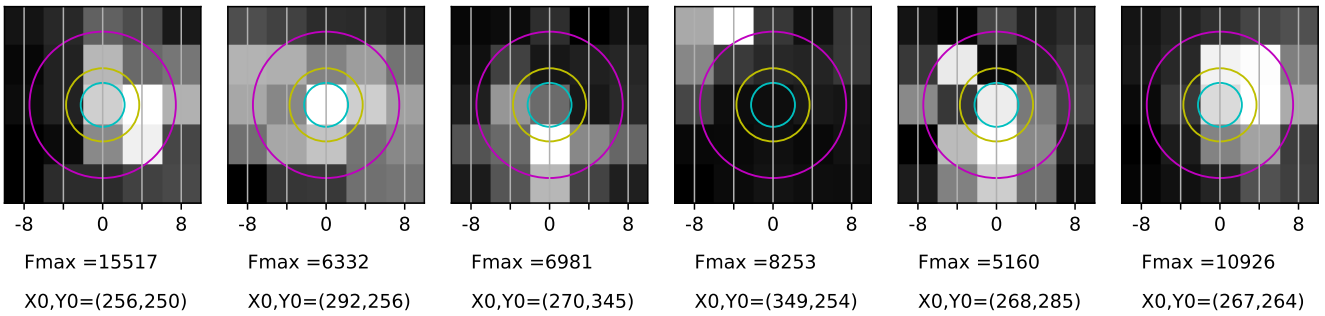 -8 0 8 -8 0 8 -8 0 8 -8 0 8 -8 0 8 -8 0 8
Fmax =15517 Fmax =6332 Fmax =6981 Fmax =8253 Fmax =5160 Fmax =10926
X0,Y0=(256,250) X0,Y0=(292,256) X0,Y0=(270,345) X0,Y0=(349,254) X0,Y0=(268,285) X0,Y0=(267,264)